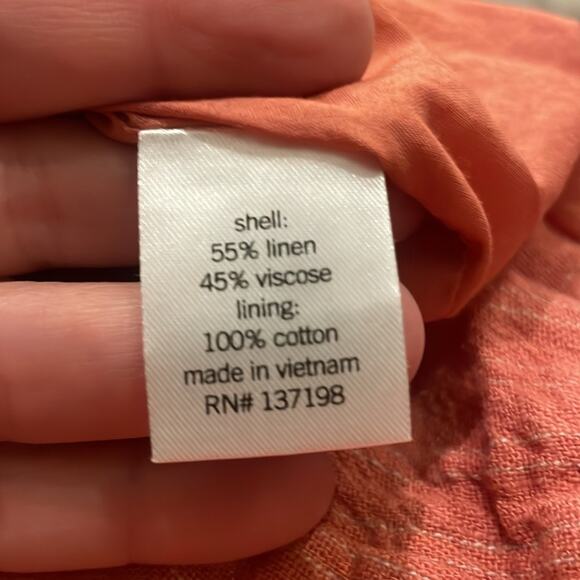 shell:
55% linen
45% viscose
lining:
100% cotton
made in vietnam
RN# 137198